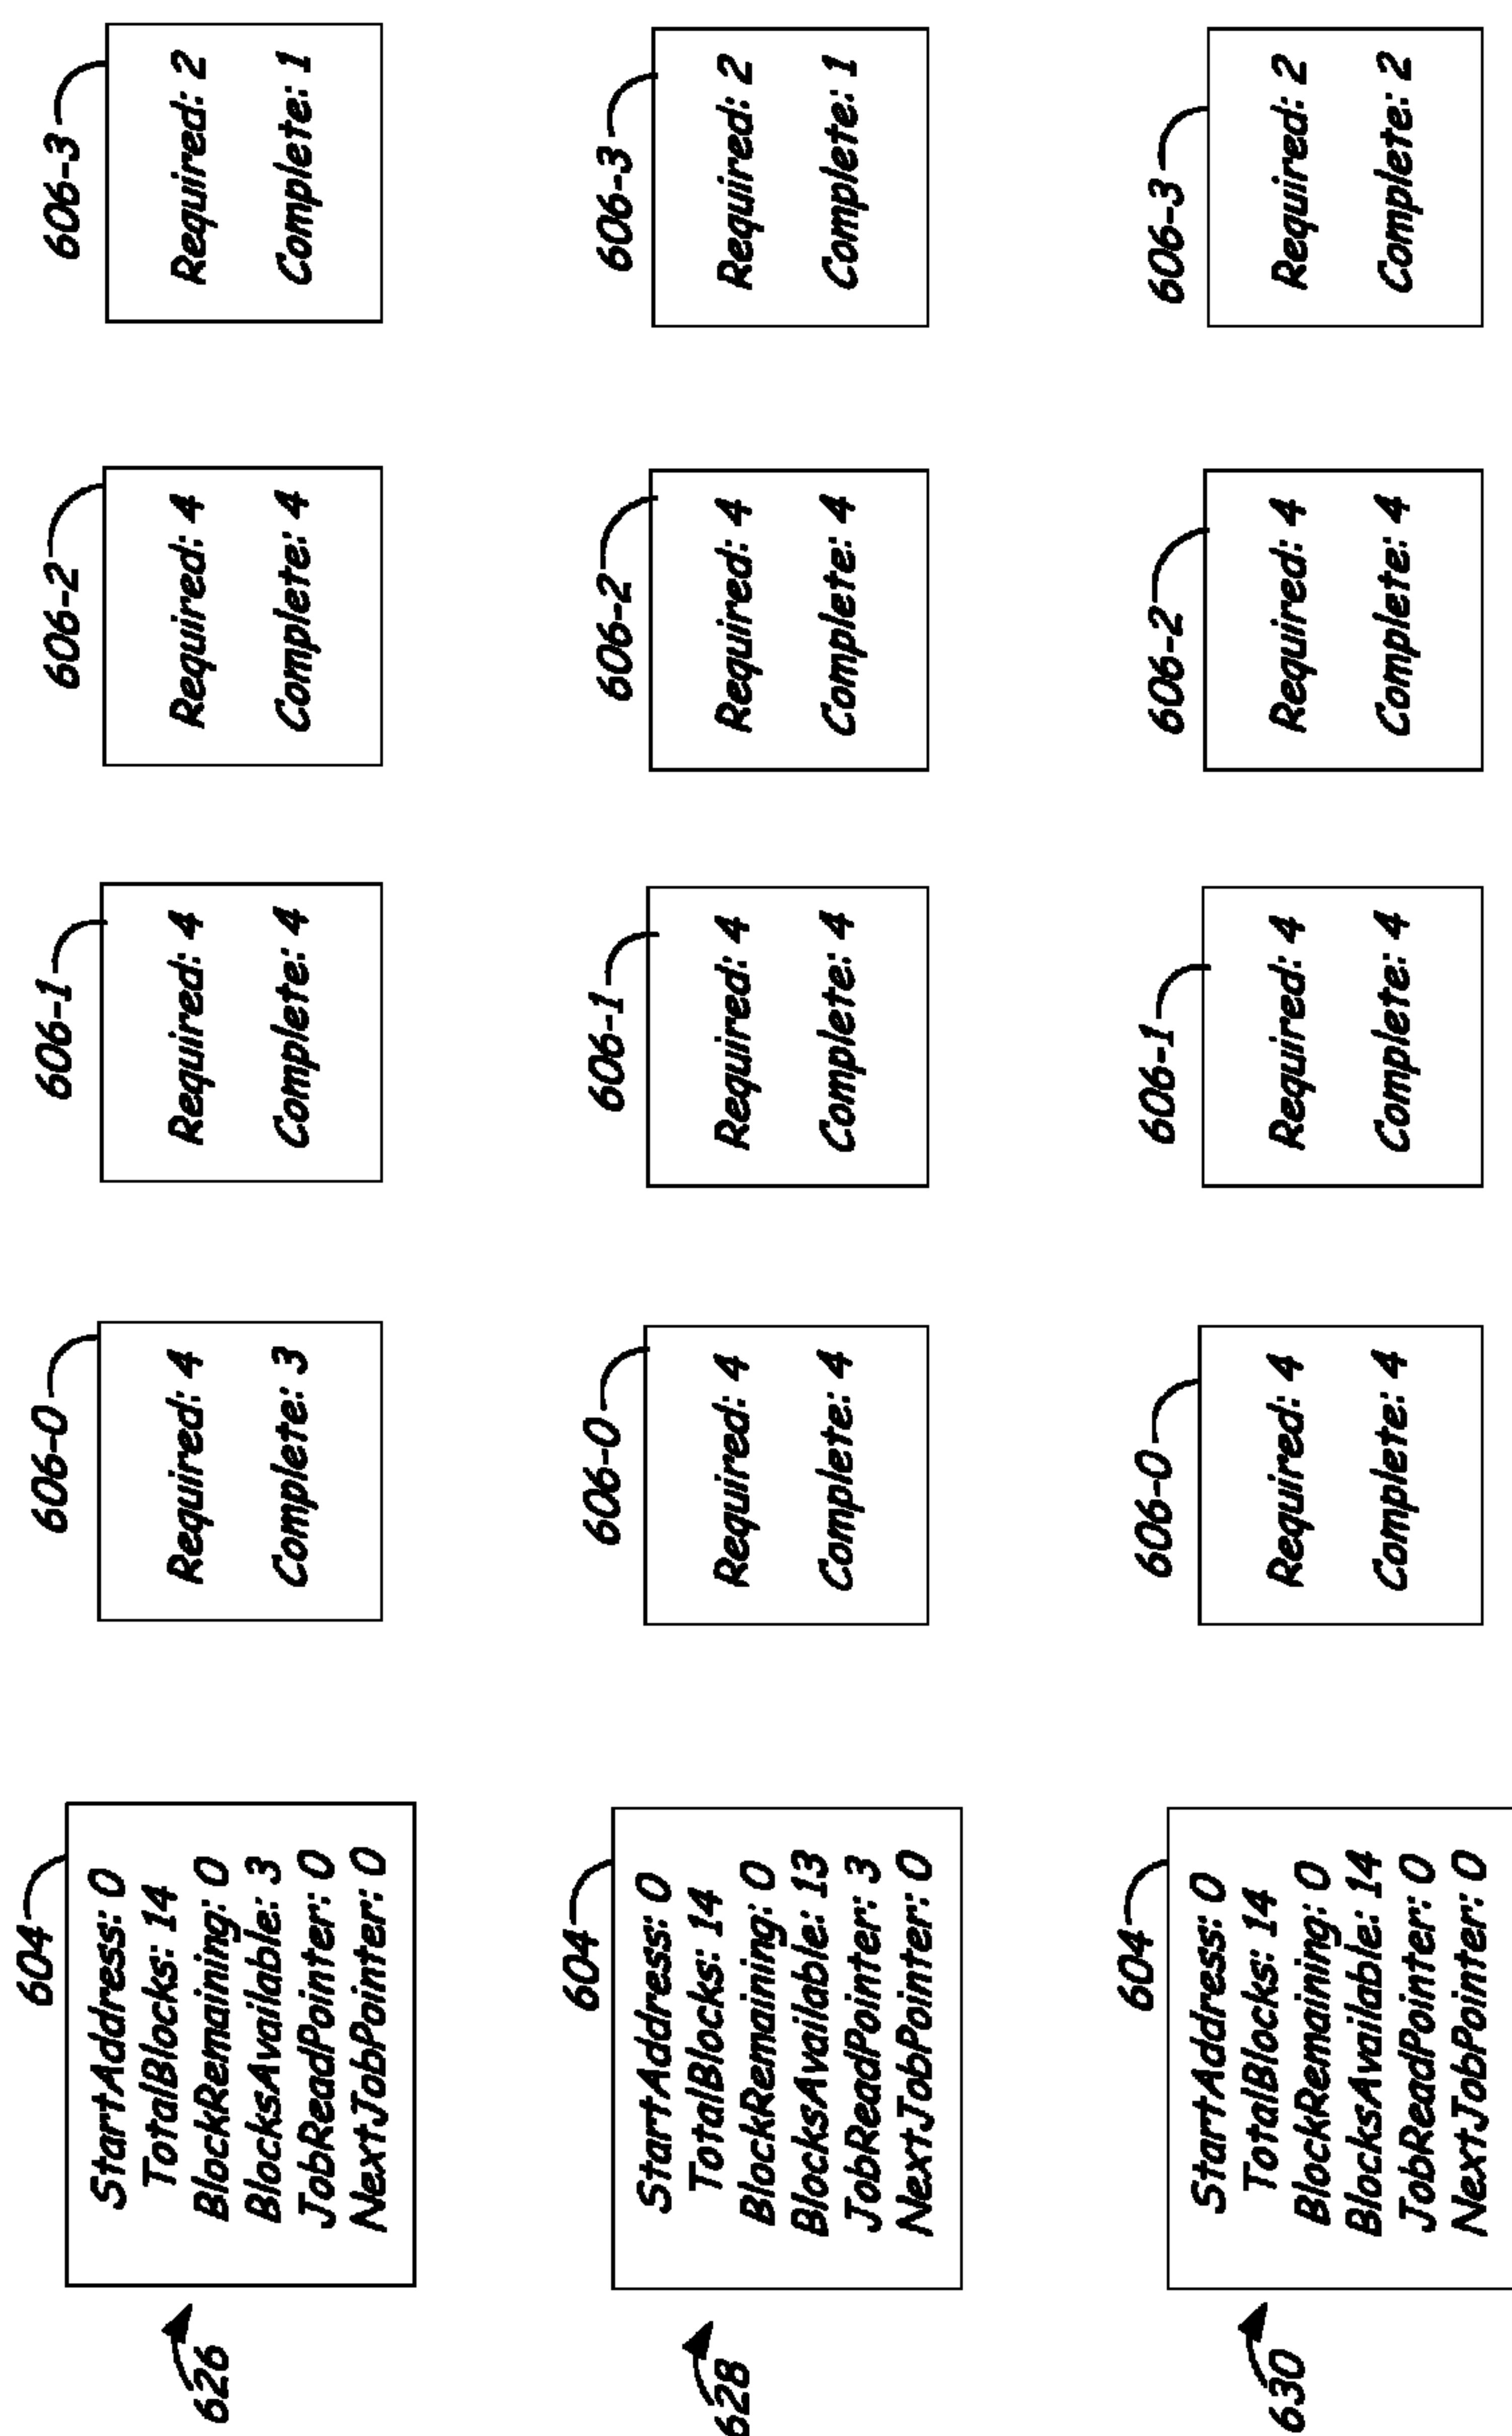 626
604
StartAddress: 0
TotalBlocks: 14
BlockRemaining: 0
BlocksAvailable: 3
JobReadPointer: 0
NextJobPointer: 0
606-0
Required: 4
Complete: 3
606-1
Required: 4
Complete: 4
606-2
Required: 4
Complete: 4
606-3
Required: 2
Complete: 1
628
604
StartAddress: 0
TotalBlocks: 14
BlockRemaining: 0
BlocksAvailable: 13
JobReadPointer: 3
NextJobPointer: 0
606-0
Required: 4
Complete: 4
606-1
Required: 4
Complete: 4
606-2
Required: 4
Complete: 4
606-3
Required: 2
Complete: 1
630
604
StartAddress: 0
TotalBlocks: 14
BlockRemaining: 0
BlocksAvailable: 14
JobReadPointer: 0
NextJobPointer: 0
606-0
Required: 4
Complete: 4
606-1
Required: 4
Complete: 4
606-2
Required: 4
Complete: 4
606-3
Required: 2
Complete: 2